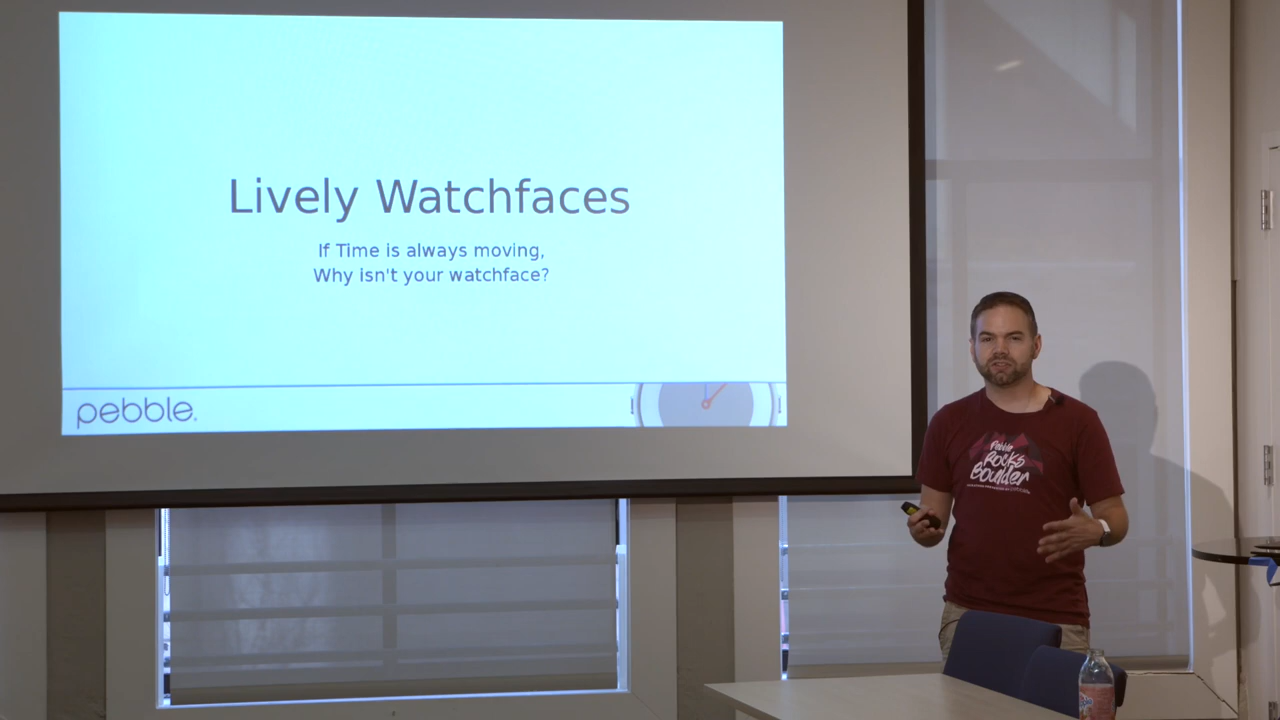 Lively Watchfaces
If Time is always moving,
Why isn't your watchface?
pebble
Pebble
ROCKS
Boulder